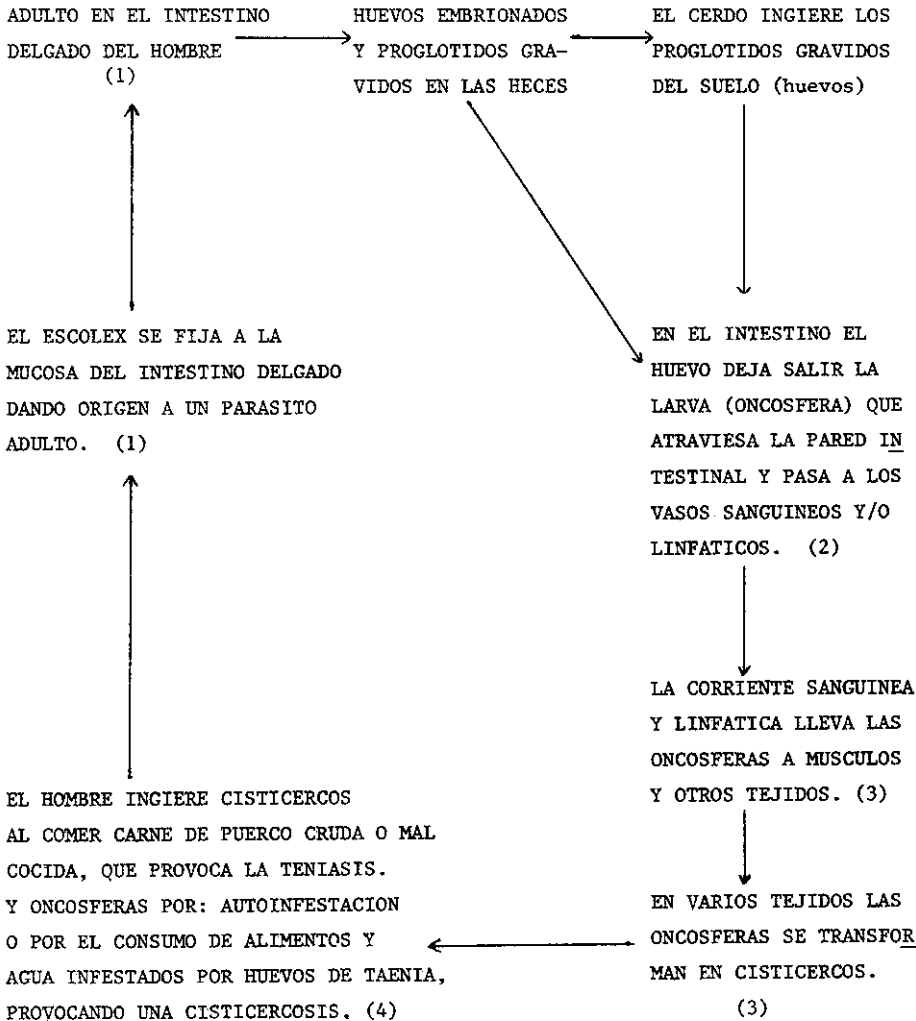 ADULTO EN EL INTESTINO
DELGADO DEL HOMBRE
(1)
HUEVOS EMBRIONADOS
Y PROGLOTIDOS GRA-
VIDOS EN LAS HECES
EL CERDO INGIERE LOS
PROGLOTIDOS GRAVIDOS
DEL SUELO (huevos)
EN EL INTESTINO EL
HUEVO DEJA SALIR LA
LARVA (ONCOSFERA) QUE
ATRAVIESA LA PARED IN
TESTINAL Y PASA A LOS
VASOS SANGUINEOS Y/O
LINFATICOS. (2)
LA CORRIENTE SANGUINEA
Y LINFATICA LLEVA LAS
ONCOSFERAS A MUSCULOS
Y OTROS TEJIDOS. (3)
EN VARIOS TEJIDOS LAS
ONCOSFERAS SE TRANSFOR
MAN EN CISTICERCOS.
(3)
EL HOMBRE INGIERE CISTICERCOS
AL COMER CARNE DE PUERCO CRUDA O MAL
COCIDA, QUE PROVOCA LA TENIASIS.
Y ONCOSFERAS POR: AUTOINFESTACION
O POR EL CONSUMO DE ALIMENTOS Y
AGUA INFESTADOS POR HUEVOS DE TAENIA,
PROVOCANDO UNA CISTICERCOSIS. (4)
EL ESCOLEX SE FIJA A LA
MUCOSA DEL INTESTINO DELGADO
DANDO ORIGEN A UN PARASITO
ADULTO. (1)